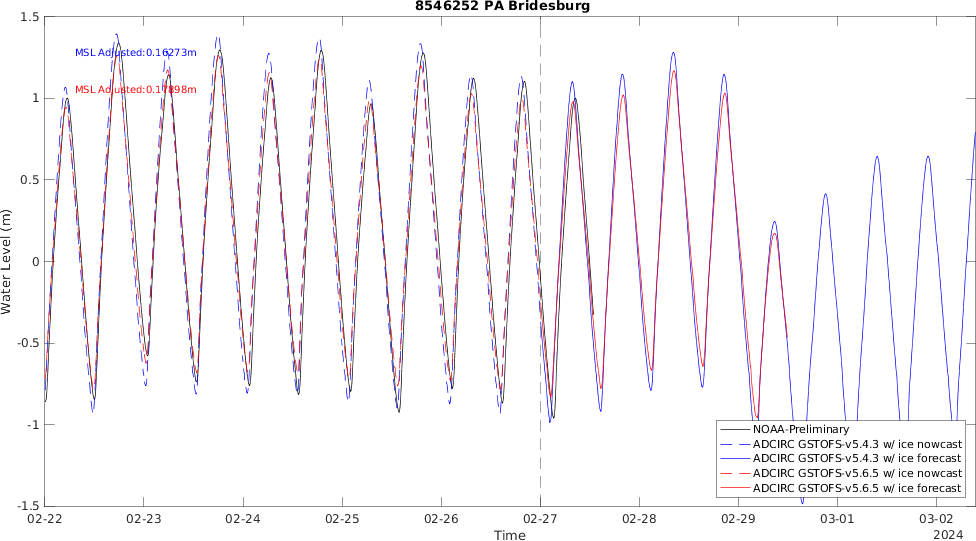 8546252 PA Bridesburg
1.5
MSL Adjusted:0.16273m
MSL Adjusted:0.17898m
1
0.5
0
-0.5
-1
-1.5
Water Level (m)
NOAA-Preliminary
ADCIRC GSTOFS-v5.4.3 w/ ice nowcast
ADCIRC GSTOFS-v5.4.3 w/ ice forecast
ADCIRC GSTOFS-v5.6.5 w/ ice nowcast
ADCIRC GSTOFS-v5.6.5 w/ ice forecast
02-22 02-23 02-24 02-25 02-26 02-27 02-28 02-29 03-01 03-02
Time
2024